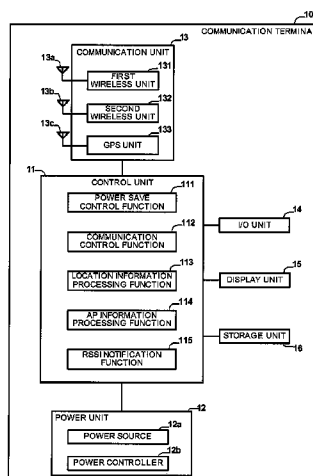 10
COMMUNICATION TERMINAL
13
COMMUNICATION UNIT
13a
131
FIRST
WIRELESS UNIT
13b
132
SECOND
WIRELESS UNIT
13c
133
GPS UNIT
11
CONTROL UNIT
111
POWER SAVE
CONTROL FUNCTION
112
COMMUNICATION
CONTROL FUNCTION
113
LOCATION INFORMATION
PROCESSING FUNCTION
114
AP INFORMATION
PROCESSING FUNCTION
115
RSSI NOTIFICATION
FUNCTION
14
I/O UNIT
15
DISPLAY UNIT
STORAGE UNIT
16
12
POWER UNIT
12a
POWER SOURCE
12b
POWER CONTROLLER